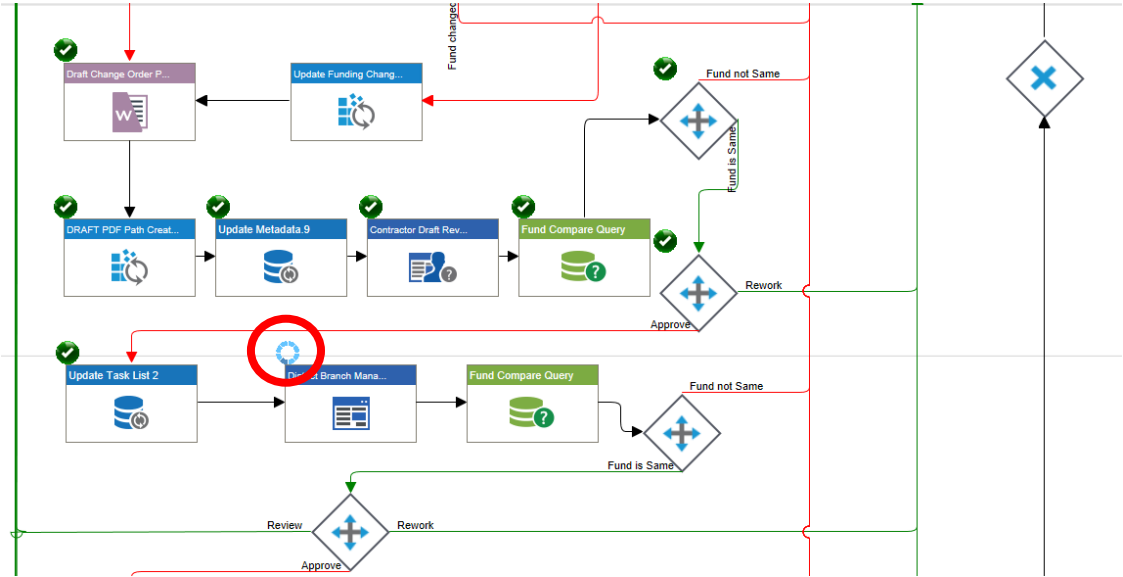 Fund changed
Draft Change Order P...
Update Funding Chang...
Fund not Same
Fund is Same
DRAFT PDF Path Creat...
Update Metadata.9
Contractor Draft Rev...
Fund Compare Query
Rework
Approve
Update Task List 2
District Branch Mana...
Fund Compare Query
Fund not Same
Fund is Same
Review
Rework
Approve